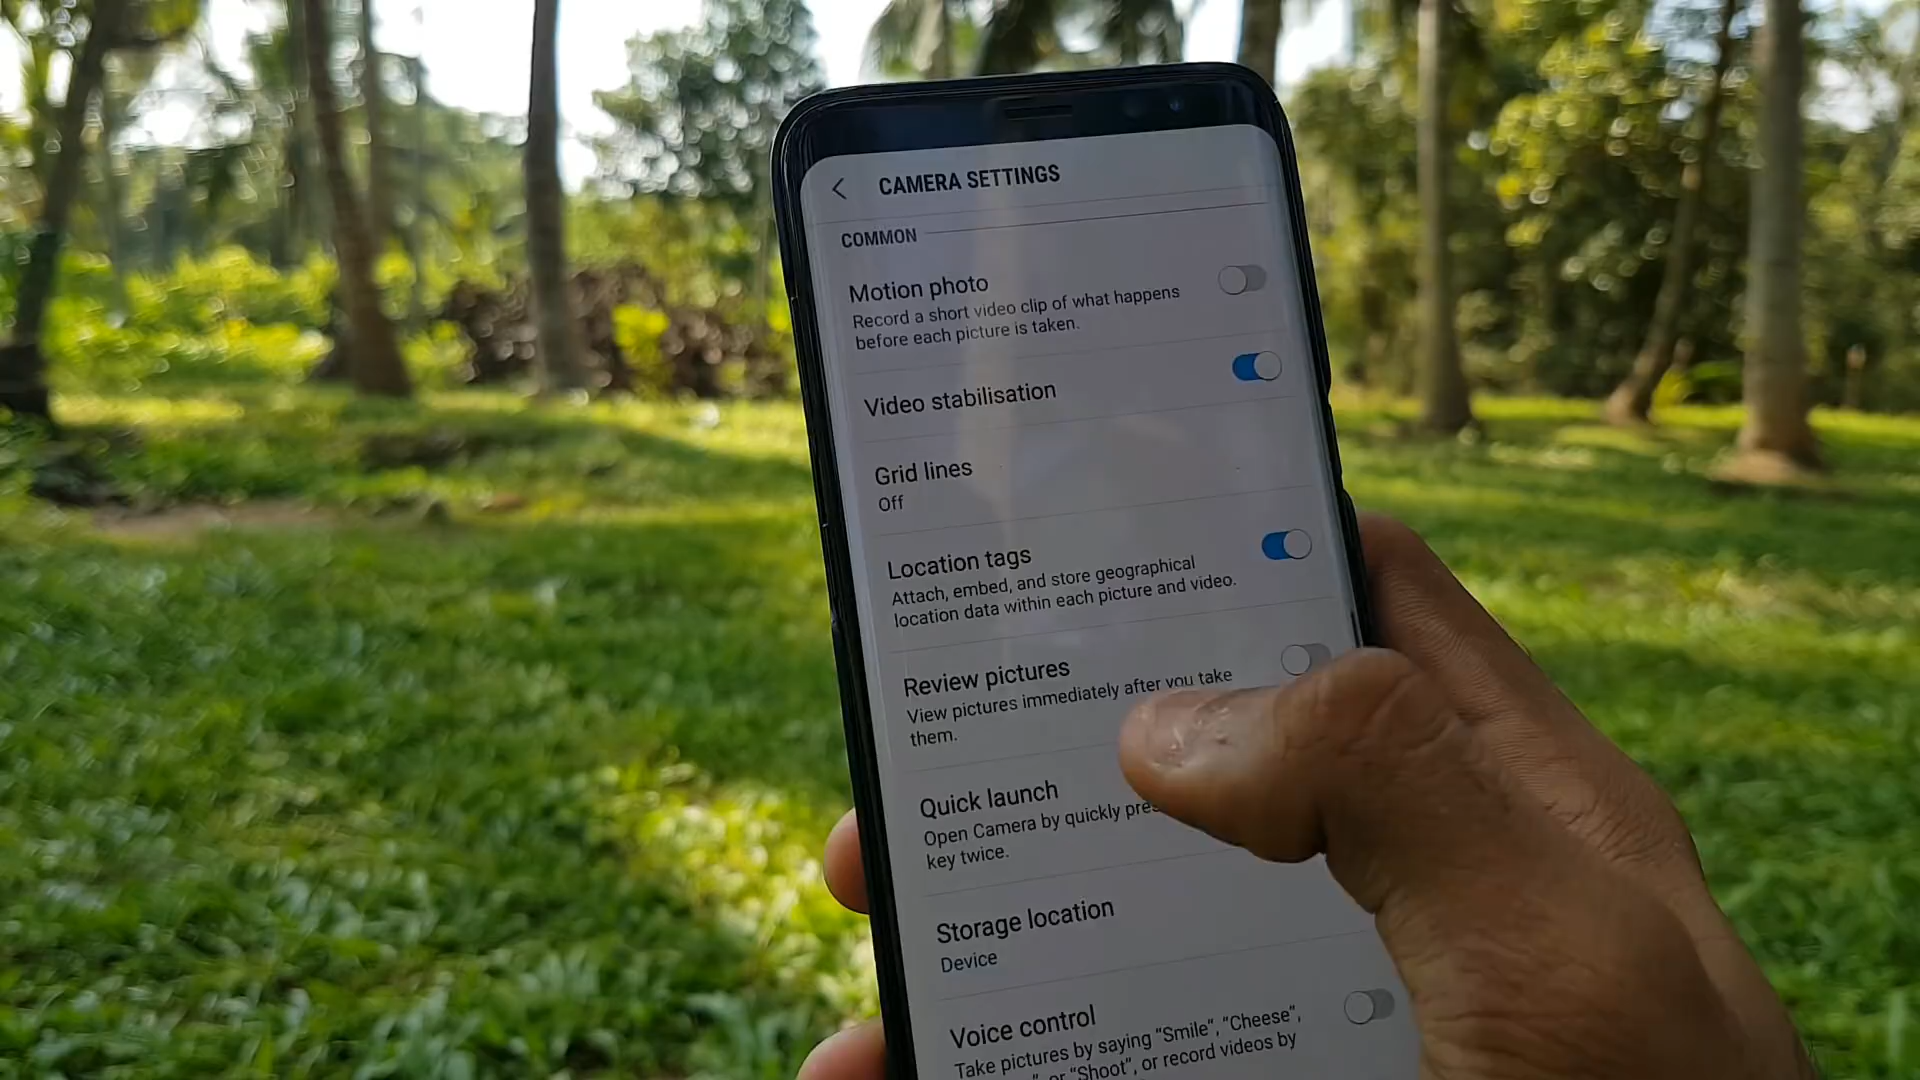 CAMERA SETTINGS
COMMON
Motion photo
Record a short video clip of what happens
before each picture is taken.
Video stabilisation
Grid lines
Off
Location tags
Attach, embed, and store geographical
location data within each picture and video.
Review pictures
View pictures immediately after you take
them.
Quick launch
Open Camera by quickly
key twice.
Storage location
Device
Voice control
Take pictures by saying "Smile", "Cheese",
or "Shoot", or record videos by